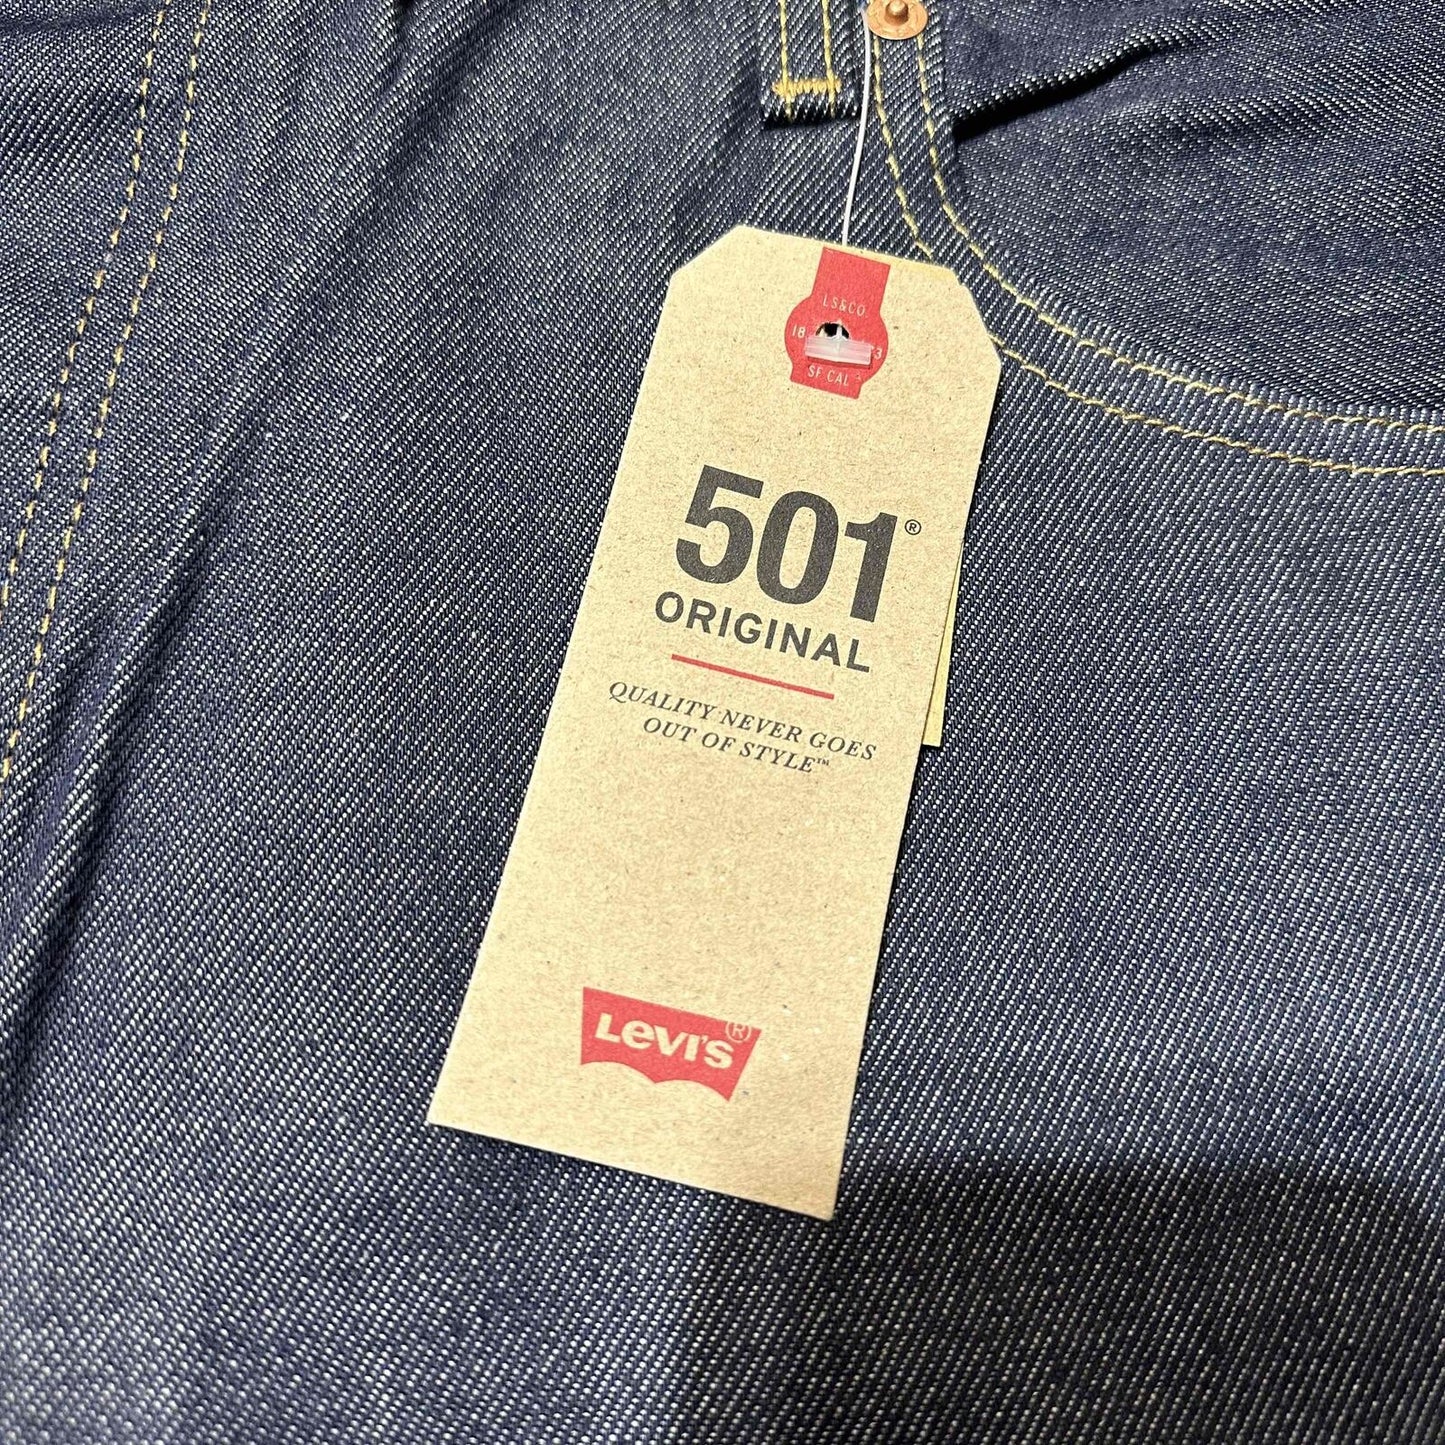 LS&CO.
18 3
SF CAL
501®
ORIGINAL
QUALITY NEVER GOES
OUT OF STYLE™
Levi's®